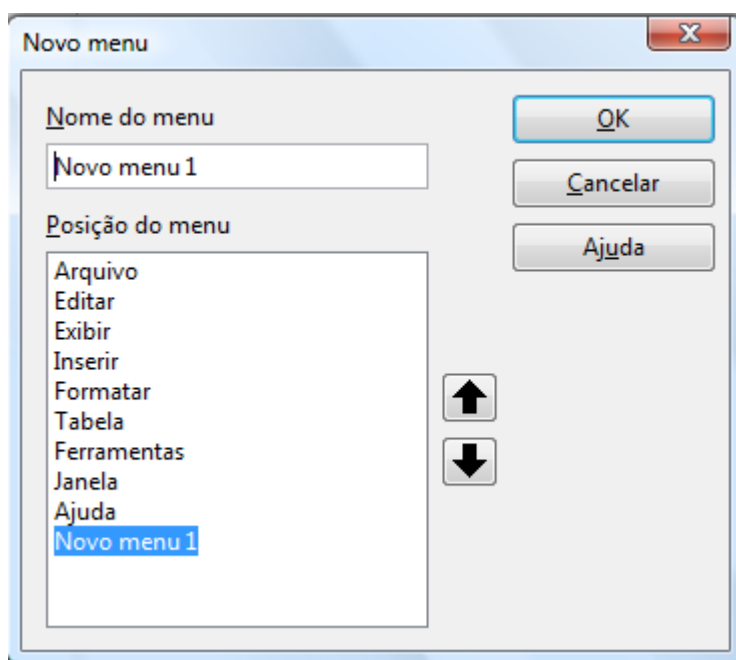 Novo menu
Nome do menu
Novo menu 1
Posição do menu
Arquivo
Editar
Exibir
Inserir
Formatar
Tabela
Ferramentas
Janela
Ajuda
Novo menu 1
OK
Cancelar
Ajuda